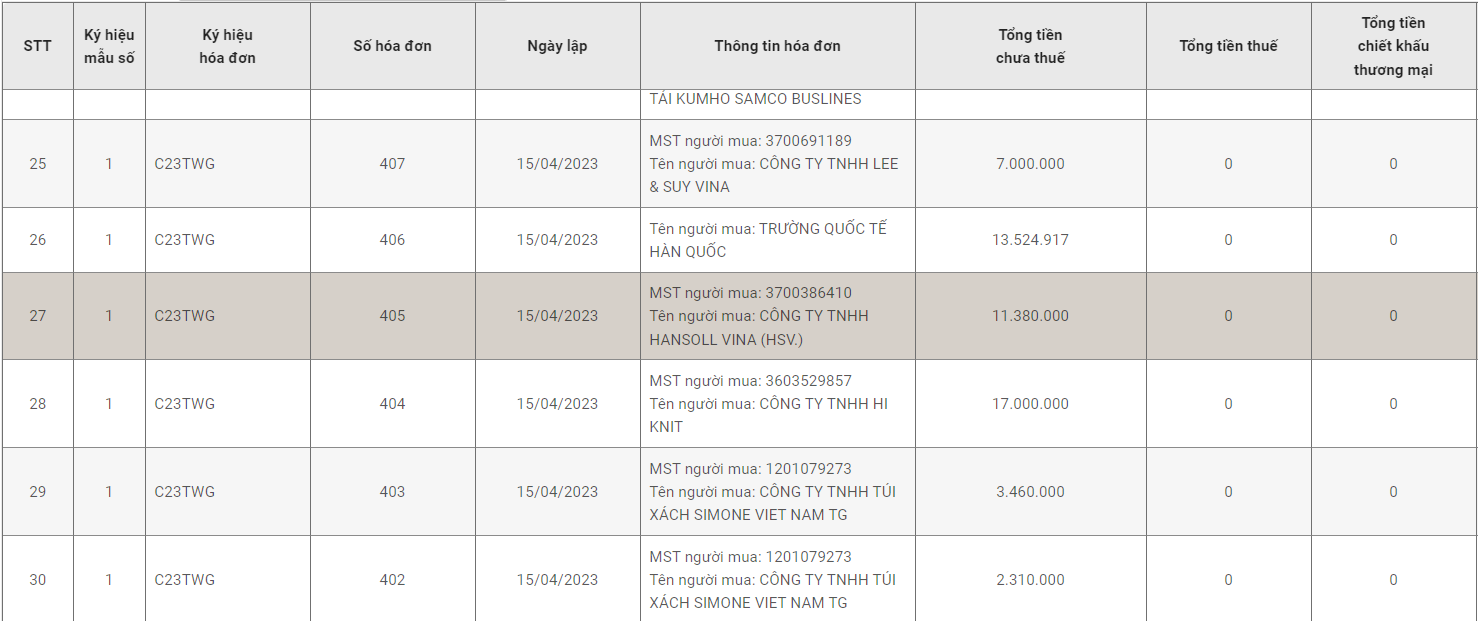 STT
Ký hiệu
mẫu số
Ký hiệu
hóa đơn
Số hóa đơn
Ngày lập
Thông tin hóa đơn
Tổng tiền
chưa thuế
Tổng tiền thuế
Tổng tiền
chiết khấu
thương mại
TẢI KUMHO SAMCO BUSLINES
25
1
C23TWG
407
15/04/2023
MST người mua: 3700691189
Tên người mua: CÔNG TY TNHH LEE
& SUY VINA
7.000.000
0
0
26
1
C23TWG
406
15/04/2023
Tên người mua: TRƯỜNG QUỐC TẾ
HÀN QUỐC
13.524.917
0
0
27
1
C23TWG
405
15/04/2023
MST người mua: 3700386410
Tên người mua: CÔNG TY TNHH
HANSOLL VINA (HSV.)
11.380.000
0
0
28
1
C23TWG
404
15/04/2023
MST người mua: 3603529857
Tên người mua: CÔNG TY TNHH HI
KNIT
17.000.000
0
0
29
1
C23TWG
403
15/04/2023
MST người mua: 1201079273
Tên người mua: CÔNG TY TNHH TÚI
XÁCH SIMONE VIET NAM TG
3.460.000
0
0
30
1
C23TWG
402
15/04/2023
MST người mua: 1201079273
Tên người mua: CÔNG TY TNHH TÚI
XÁCH SIMONE VIET NAM TG
2.310.000
0
0